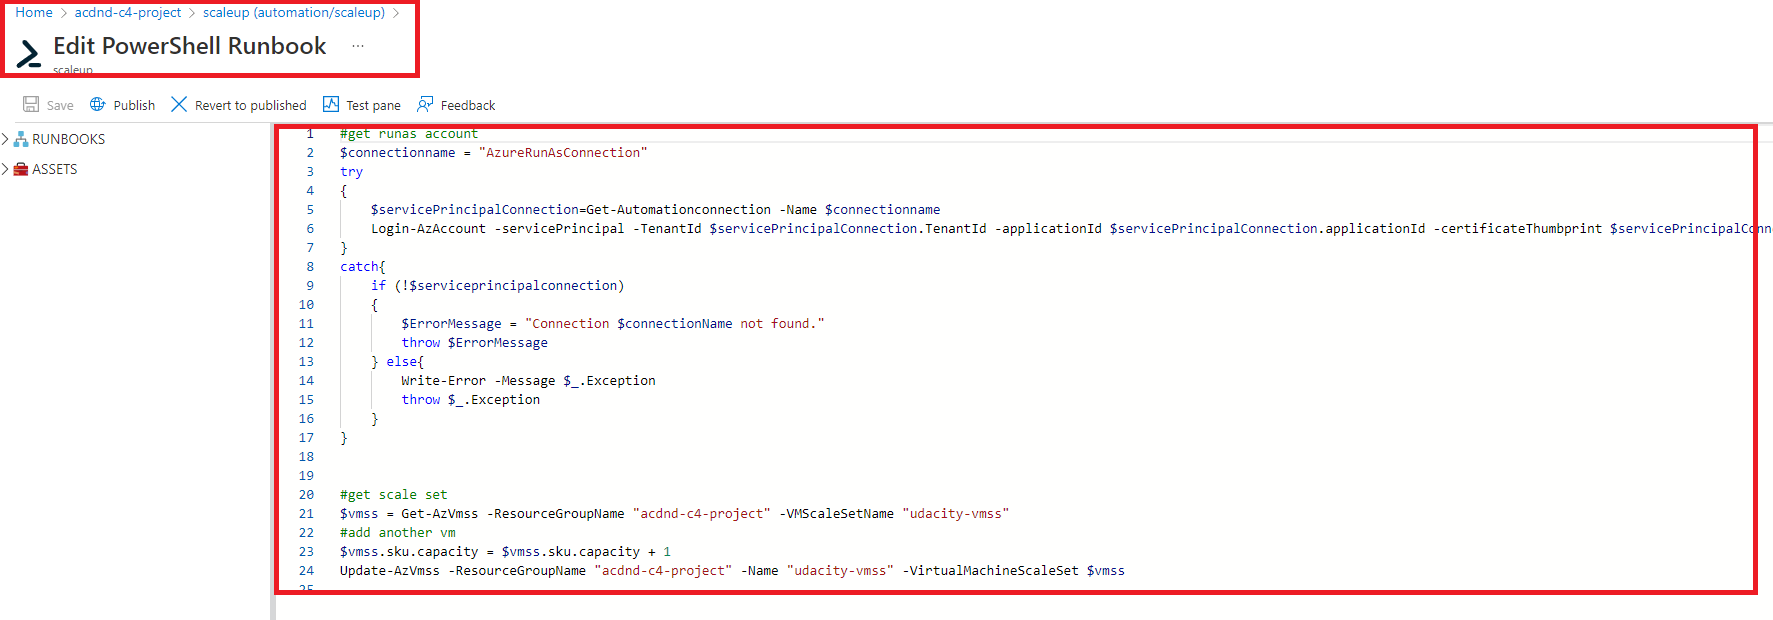 Home > acdnd-c4-project > scaleup (automation/scaleup) >
Edit PowerShell Runbook ...
scaleup
Save Publish Revert to published Test pane Feedback
RUNBOOKS
ASSETS
1 #get runas account
2 $connectionname = "AzureRunAsConnection"
3 try
4 {
5 $servicePrincipalConnection=Get-Automationconnection -Name $connectionname
6 Login-AzAccount -servicePrincipal -TenantId $servicePrincipalConnection.TenantId -applicationId $servicePrincipalConnection.applicationId -certificateThumbprint $servicePrincipalConne
7 }
8 catch{
9 if (!$serviceprincipalconnection)
10 {
11 $ErrorMessage = "Connection $connectionName not found."
12 throw $ErrorMessage
13 } else{
14 Write-Error -Message $_.Exception
15 throw $_.Exception
16 }
17 }
18
19
20 #get scale set
21 $vmss = Get-AzVmss -ResourceGroupName "acdnd-c4-project" -VMScaleSetName "udacity-vmss"
22 #add another vm
23 $vmss.sku.capacity = $vmss.sku.capacity + 1
24 Update-AzVmss -ResourceGroupName "acdnd-c4-project" -Name "udacity-vmss" -VirtualMachineScaleSet $vmss
25